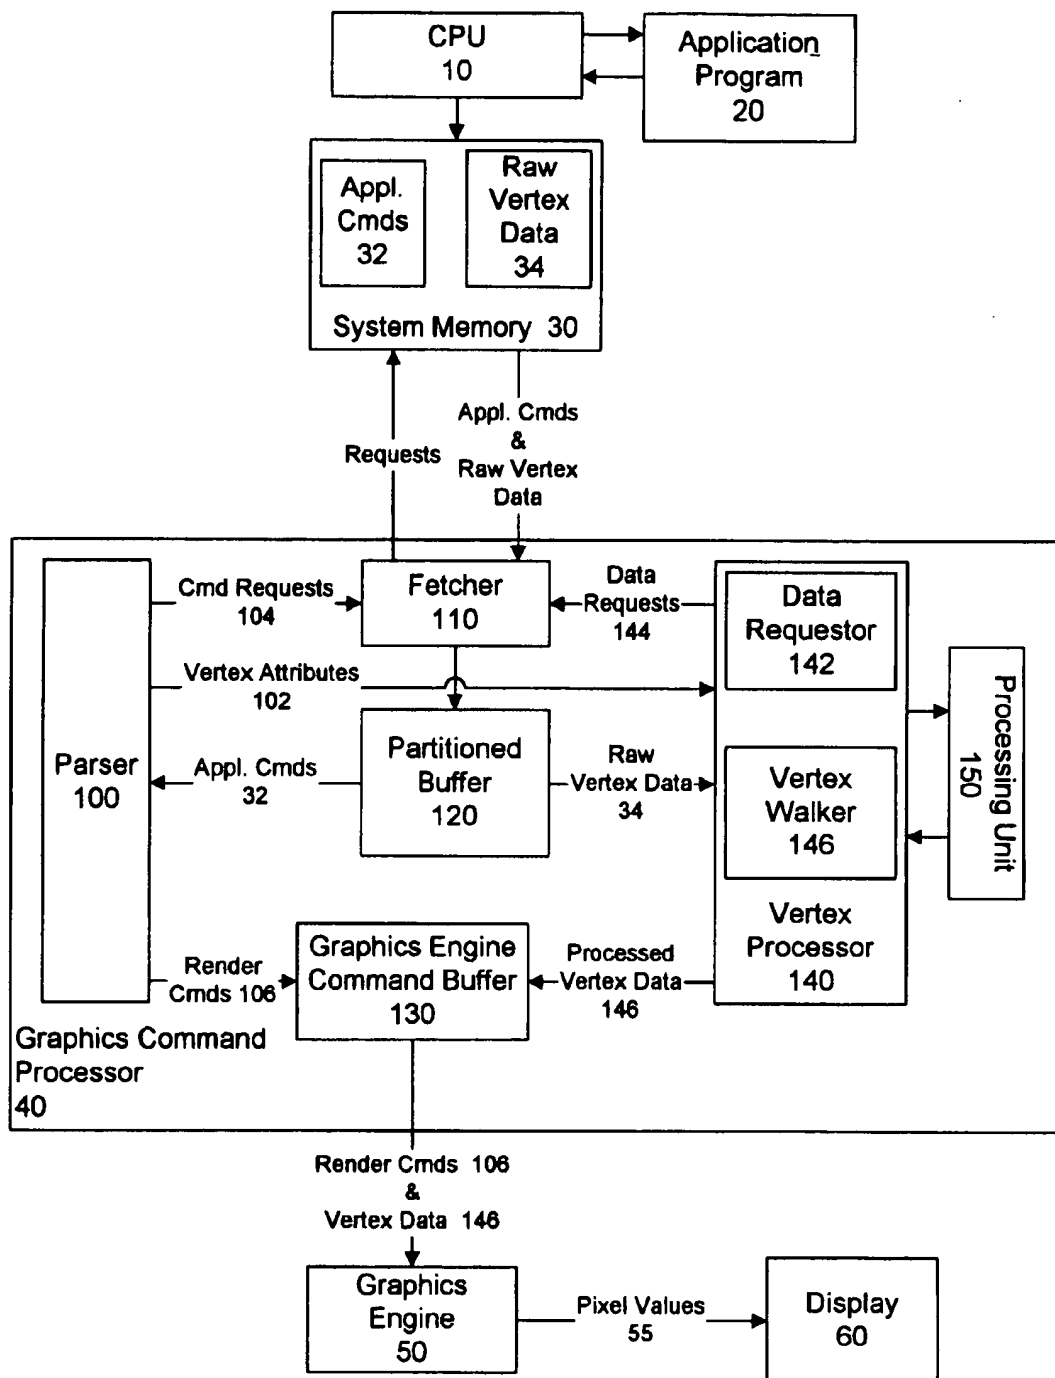 CPU
10
Application
Program
20
Appl.
Cmds
32
Raw
Vertex
Data
34
System Memory 30
Requests
Appl. Cmds
&
Raw Vertex
Data
Cmd Requests
104
Fetcher
110
Data
Requests
144
Data
Requestor
142
Vertex Attributes
102
Parser
100
Appl. Cmds
32
Partitioned
Buffer
120
Raw
Vertex Data
34
Vertex
Walker
146
Processing Unit
150
Vertex
Processor
140
Render
Cmds 106
Graphics Engine
Command Buffer
130
Processed
Vertex Data
146
Graphics Command
Processor
40
Render Cmds 106
&
Vertex Data 146
Graphics
Engine
50
Pixel Values
55
Display
60